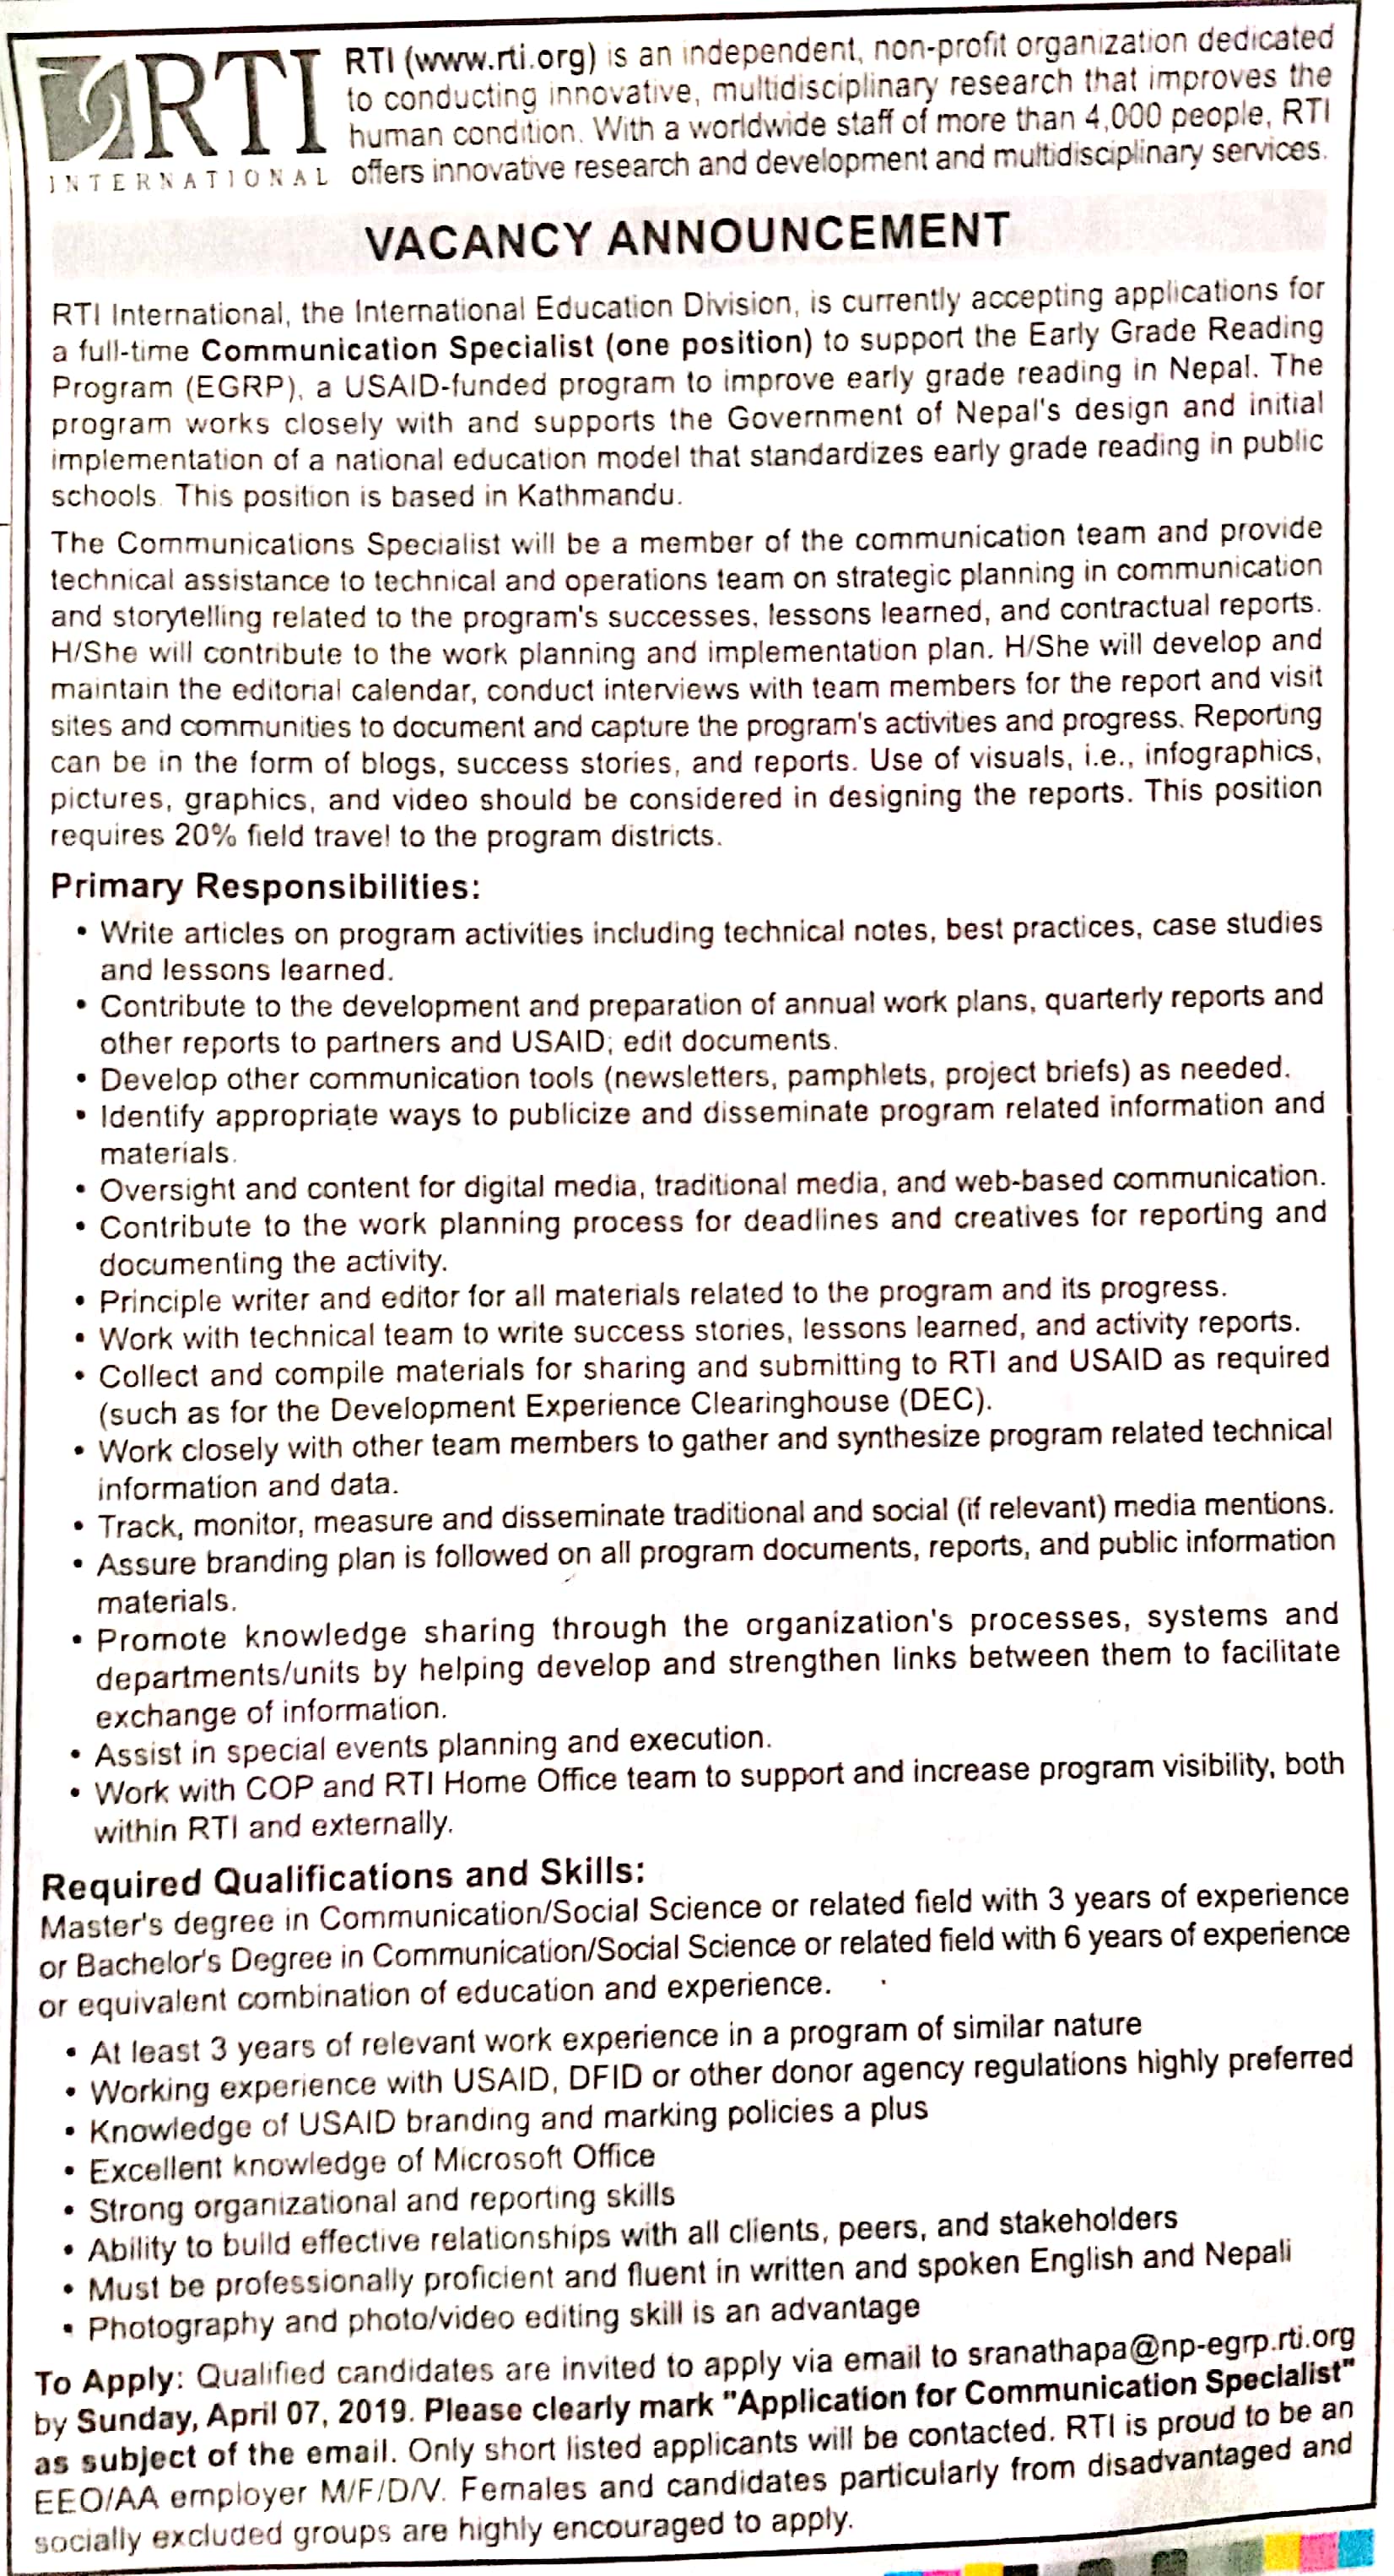 RTI
INTERNATIONAL
RTI (www.rti.org) is an independent, non-profit organization dedicated
to conducting innovative, multidisciplinary research that improves the
human condition. With a worldwide staff of more than 4,000 people, RTI
offers innovative research and development and multidisciplinary services.
VACANCY ANNOUNCEMENT
RTI International, the International Education Division, is currently accepting applications for
a full-time Communication Specialist (one position) to support the Early Grade Reading
Program (EGRP), a USAID-funded program to improve early grade reading in Nepal. The
program works closely with and supports the Government of Nepal's design and initial
implementation of a national education model that standardizes early grade reading in public
schools. This position is based in Kathmandu.
The Communications Specialist will be a member of the communication team and provide
technical assistance to technical and operations team on strategic planning in communication
and storytelling related to the program's successes, lessons learned, and contractual reports.
H/She will contribute to the work planning and implementation plan. H/She will develop and
maintain the editorial calendar, conduct interviews with team members for the report and visit
sites and communities to document and capture the program's activities and progress. Reporting
can be in the form of blogs, success stories, and reports. Use of visuals, i.e., infographics,
pictures, graphics, and video should be considered in designing the reports. This position
requires 20% field travel to the program districts.
Primary Responsibilities:
• Write articles on program activities including technical notes, best practices, case studies
and lessons learned.
• Contribute to the development and preparation of annual work plans, quarterly reports and
other reports to partners and USAID; edit documents.
• Develop other communication tools (newsletters, pamphlets, project briefs) as needed.
• Identify appropriate ways to publicize and disseminate program related information and
materials.
• Oversight and content for digital media, traditional media, and web-based communication.
• Contribute to the work planning process for deadlines and creatives for reporting and
documenting the activity.
• Principle writer and editor for all materials related to the program and its progress.
• Work with technical team to write success stories, lessons learned, and activity reports.
• Collect and compile materials for sharing and submitting to RTI and USAID as required
(such as for the Development Experience Clearinghouse (DEC).
• Work closely with other team members to gather and synthesize program related technical
information and data.
• Track, monitor, measure and disseminate traditional and social (if relevant) media mentions.
• Assure branding plan is followed on all program documents, reports, and public information
materials.
• Promote knowledge sharing through the organization's processes, systems and
departments/units by helping develop and strengthen links between them to facilitate
exchange of information.
• Assist in special events planning and execution.
• Work with COP and RTI Home Office team to support and increase program visibility, both
within RTI and externally.
Required Qualifications and Skills:
Master's degree in Communication/Social Science or related field with 3 years of experience
or Bachelor's Degree in Communication/Social Science or related field with 6 years of experience
or equivalent combination of education and experience.
• At least 3 years of relevant work experience in a program of similar nature
• Working experience with USAID, DFID or other donor agency regulations highly preferred
• Knowledge of USAID branding and marking policies a plus
• Excellent knowledge of Microsoft Office
• Strong organizational and reporting skills
• Ability to build effective relationships with all clients, peers, and stakeholders
• Must be professionally proficient and fluent in written and spoken English and Nepali
• Photography and photo/video editing skill is an advantage
To Apply: Qualified candidates are invited to apply via email to sranathapa@np-egrp.rti.org
by Sunday, April 07, 2019. Please clearly mark "Application for Communication Specialist"
as subject of the email. Only short listed applicants will be contacted. RTI is proud to be an
EEO/AA employer M/F/D/V. Females and candidates particularly from disadvantaged and
socially excluded groups are highly encouraged to apply.